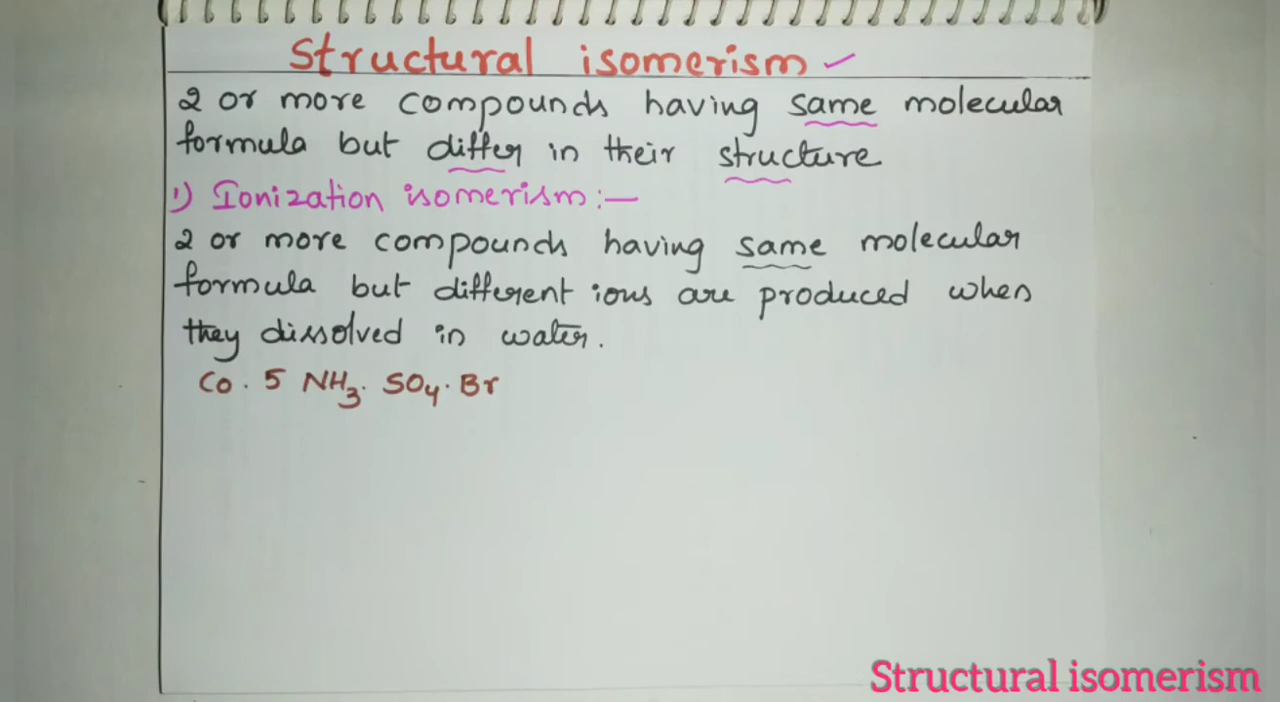 Structural isomerism
2 or more compounds having same molecular
formula but differ in their structure
1) Ionization isomerism:—
2 or more compounds having same molecular
formula but different ions are produced when
they dissolved in water.
Co. 5 NH3. SO4. Br
Structural isomerism